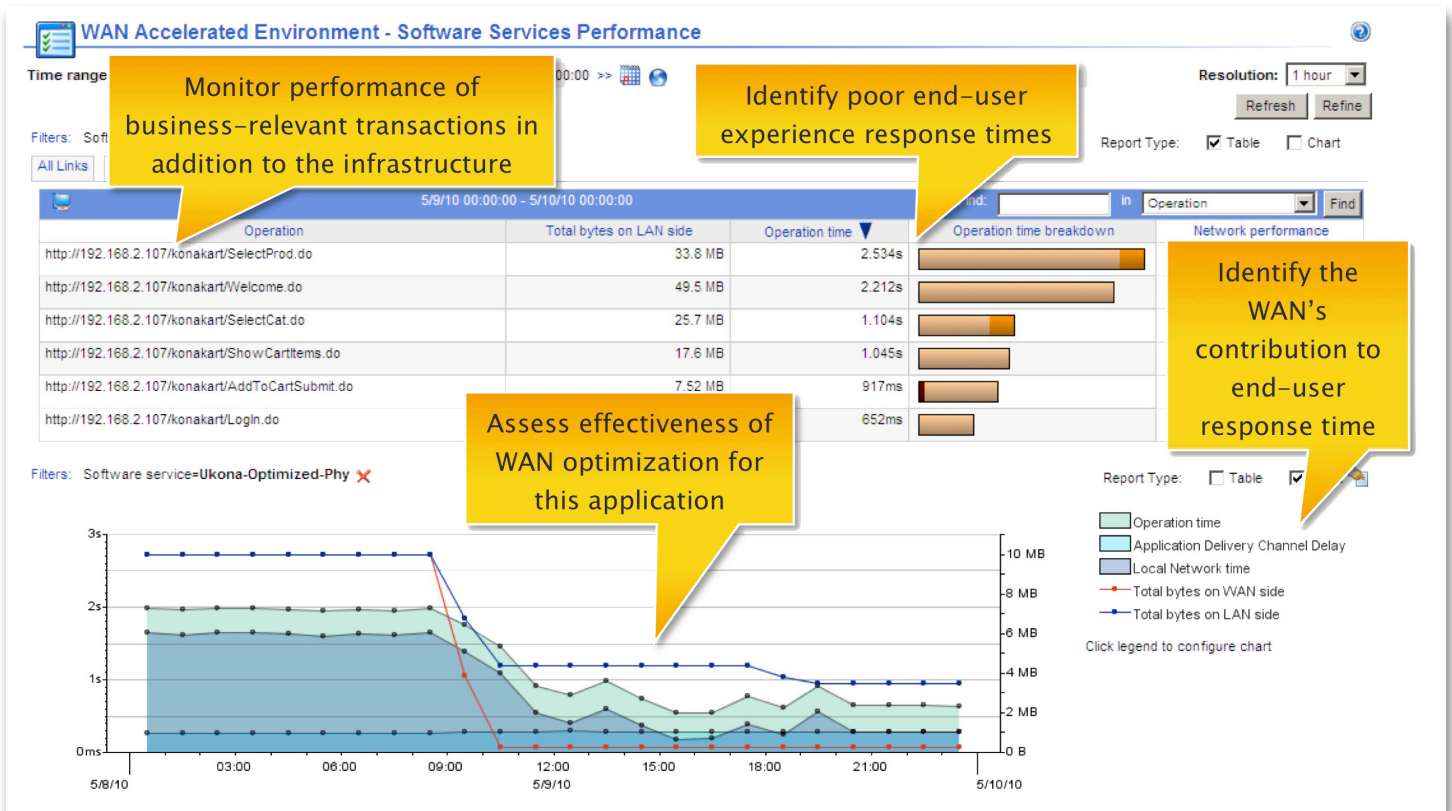 WAN Accelerated Environment - Software Services Performance
Time range
00:00 >>
Resolution: 1 hour
Refresh Refine
Monitor performance of
business-relevant transactions in
addition to the infrastructure
Identify poor end-user
experience response times
Filters: Soft
Report Type: Table Chart
All Links
5/9/10 00:00:00 - 5/10/10 00:00:00
in Operation Find
Operation Total bytes on LAN side Operation time Operation time breakdown Network performance
http://192.168.2.107/konakart/SelectProd.do 33.8 MB 2.534s
http://192.168.2.107/konakart/Welcome.do 49.5 MB 2.212s
http://192.168.2.107/konakart/SelectCat.do 25.7 MB 1.104s
http://192.168.2.107/konakart/ShowCartItems.do 17.6 MB 1.045s
http://192.168.2.107/konakart/AddToCartSubmit.do 7.52 MB 917ms
http://192.168.2.107/konakart/LogIn.do 652ms
Identify the
WAN's
contribution to
end-user
response time
Assess effectiveness of
WAN optimization for
this application
Filters: Software service=Ukona-Optimized-Phy
Report Type: Table
3s
2s
1s
0ms
10 MB
8 MB
6 MB
4 MB
2 MB
0 B
03:00 06:00 09:00 12:00 15:00 18:00 21:00
5/8/10 5/9/10 5/10/10
Operation time
Application Delivery Channel Delay
Local Network time
Total bytes on WAN side
Total bytes on LAN side
Click legend to configure chart